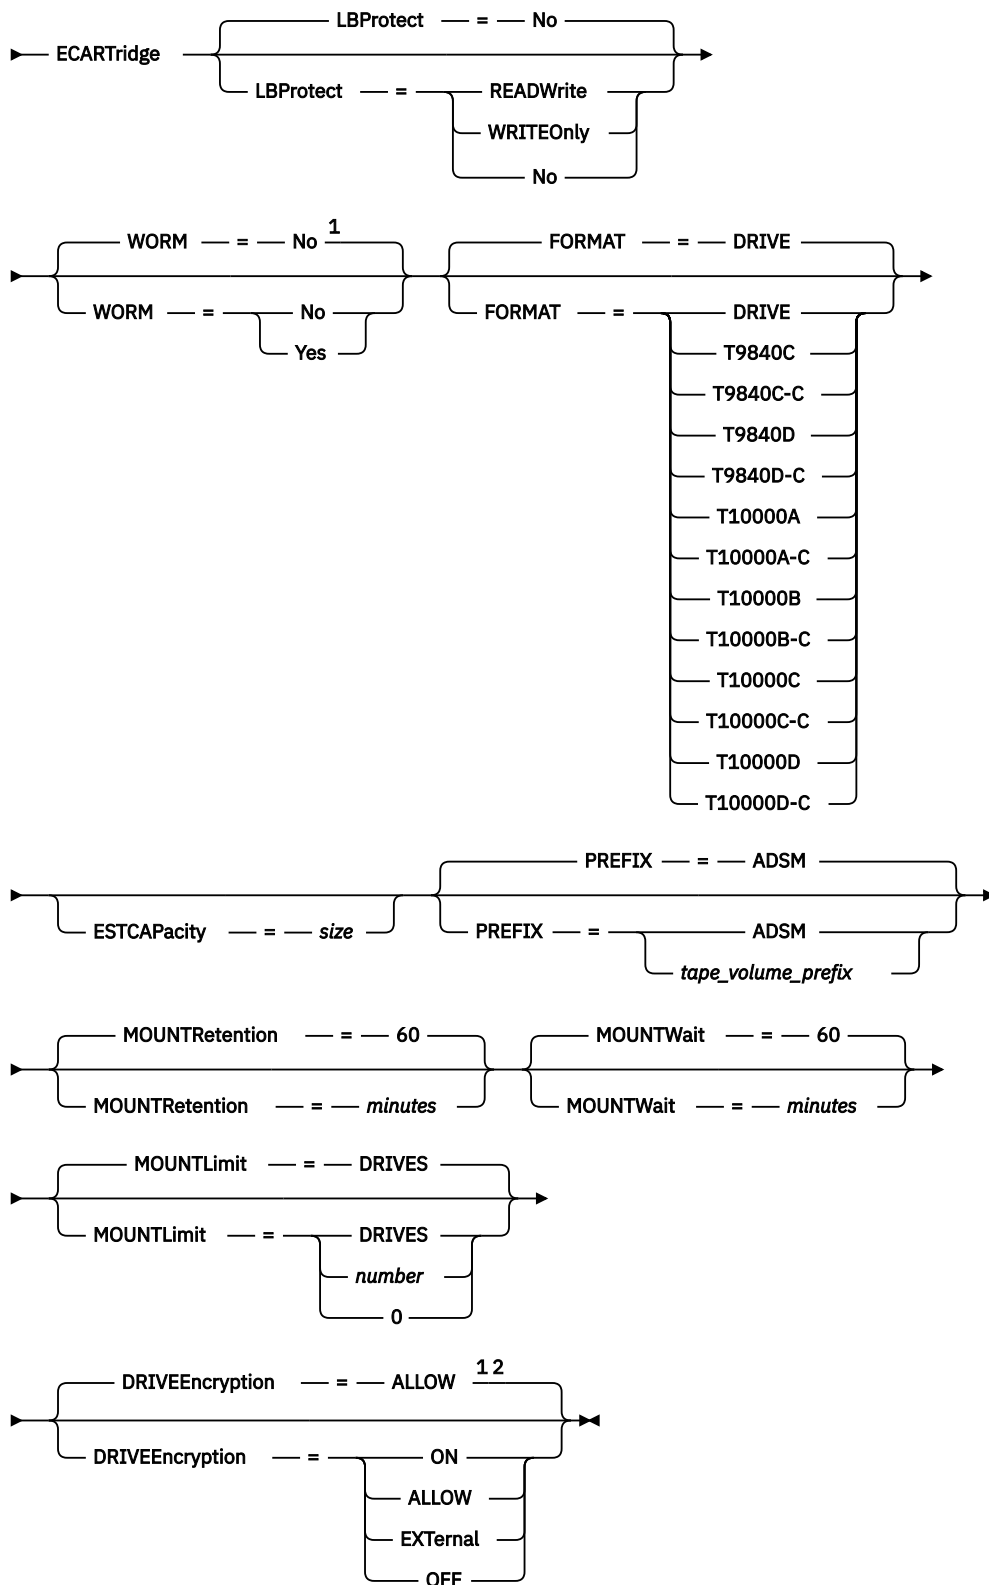 LBProtect = No
ECARTridge
LBProtect = READWrite
WRITEOnly
No
WORM = No 1 FORMAT = DRIVE
WORM = No FORMAT = DRIVE
Yes T9840C
T9840C-C
T9840D
T9840D-C
T10000A
T10000A-C
T10000B
T10000B-C
T10000C
T10000C-C
T10000D
T10000D-C
PREFIX = ADSM
ESTCAPacity = size PREFIX = ADSM
tape_volume_prefix
MOUNTRetention = 60 MOUNTWait = 60
MOUNTRetention = minutes MOUNTWait = minutes
MOUNTLimit = DRIVES
MOUNTLimit = DRIVES
number
0
DRIVEEncryption = ALLOW 1 2
DRIVEEncryption = ON
ALLOW
EXTernal
OFF